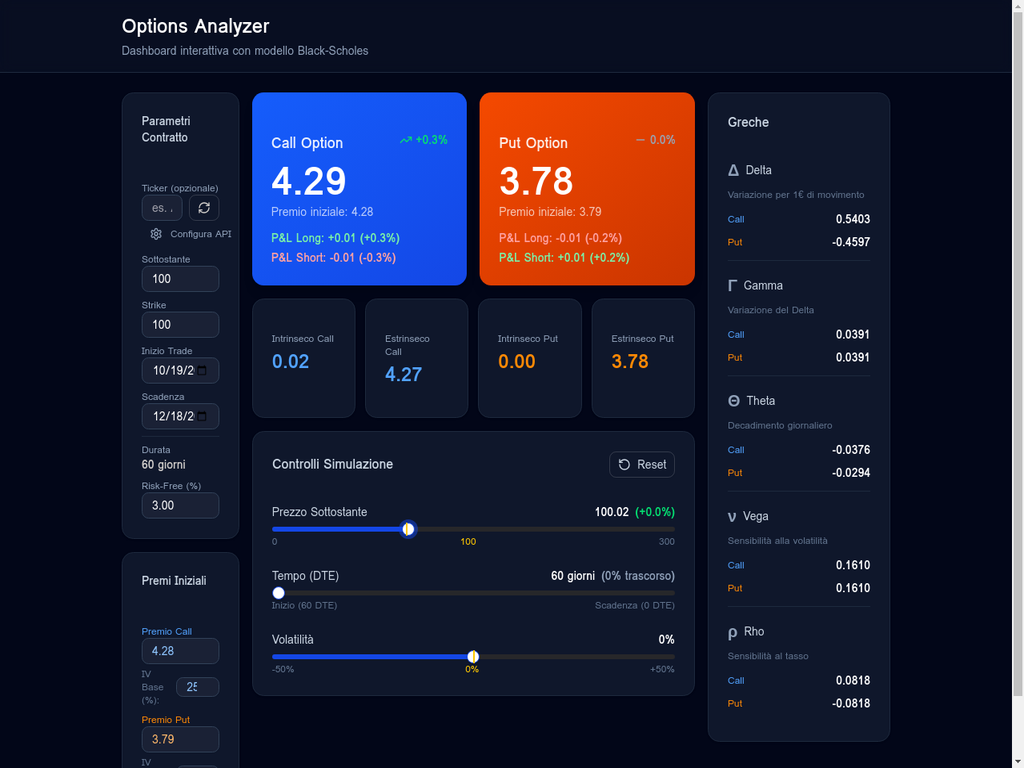 Options Analyzer
Dashboard interattiva con modello Black-Scholes
Parametri
Contratto
Ticker (opzionale)
es. .
Configura API
Sottostante
100
Strike
100
Inizio Trade
10/19/2
Scadenza
12/18/2
Durata
60 giorni
Risk-Free (%)
3.00
Premi Iniziali
Premio Call
4.28
IV
Base
(%):
25
Premio Put
3.79
IV
Call Option
+0.3%
4.29
Premio iniziale: 4.28
P&L Long: +0.01 (+0.3%)
P&L Short: -0.01 (-0.3%)
Put Option
0.0%
3.78
Premio iniziale: 3.79
P&L Long: -0.01 (-0.2%)
P&L Short: +0.01 (+0.2%)
Intrinseco Call
0.02
Estrinseco
Call
4.27
Intrinseco Put
0.00
Estrinseco Put
3.78
Controlli Simulazione
Reset
Prezzo Sottostante
100.02 (+0.0%)
0
100
300
Tempo (DTE)
60 giorni (0% trascorso)
Inizio (60 DTE)
Scadenza (0 DTE)
Volatilità
0%
-50%
0%
+50%
Greche
Δ Delta
Variazione per 1€ di movimento
Call 0.5403
Put -0.4597
Γ Gamma
Variazione del Delta
Call 0.0391
Put 0.0391
Θ Theta
Decadimento giornaliero
Call -0.0376
Put -0.0294
ν Vega
Sensibilità alla volatilità
Call 0.1610
Put 0.1610
ρ Rho
Sensibilità al tasso
Call 0.0818
Put -0.0818